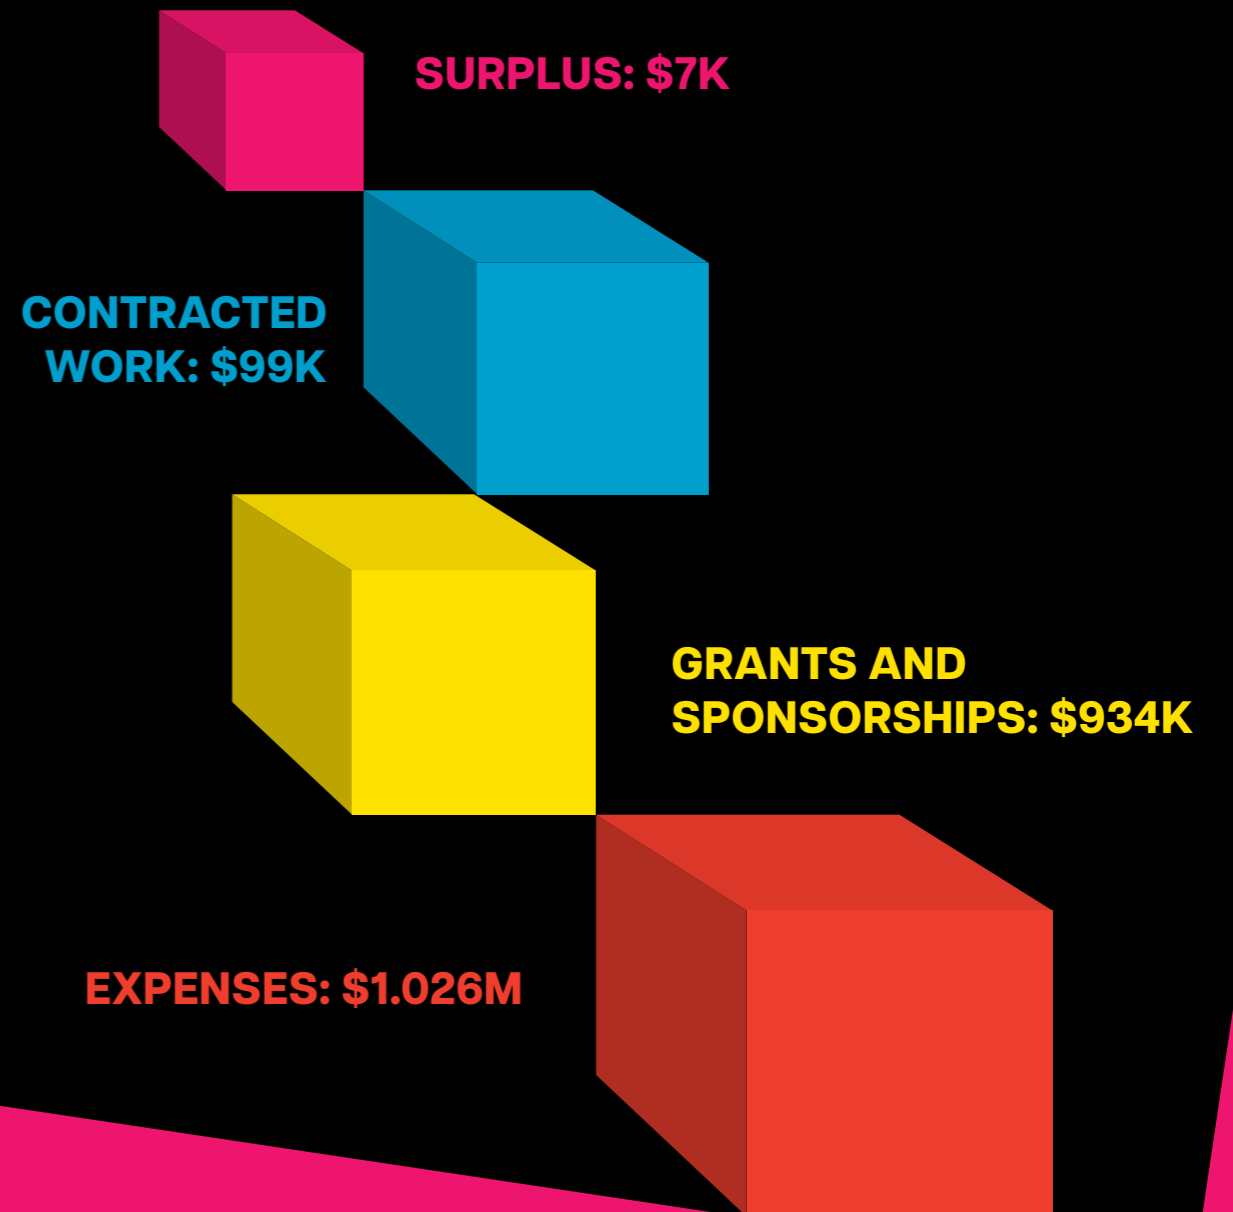 SURPLUS: $7K
CONTRACTED
WORK: $99K
GRANTS AND
SPONSORSHIPS: $934K
EXPENSES: $1.026M